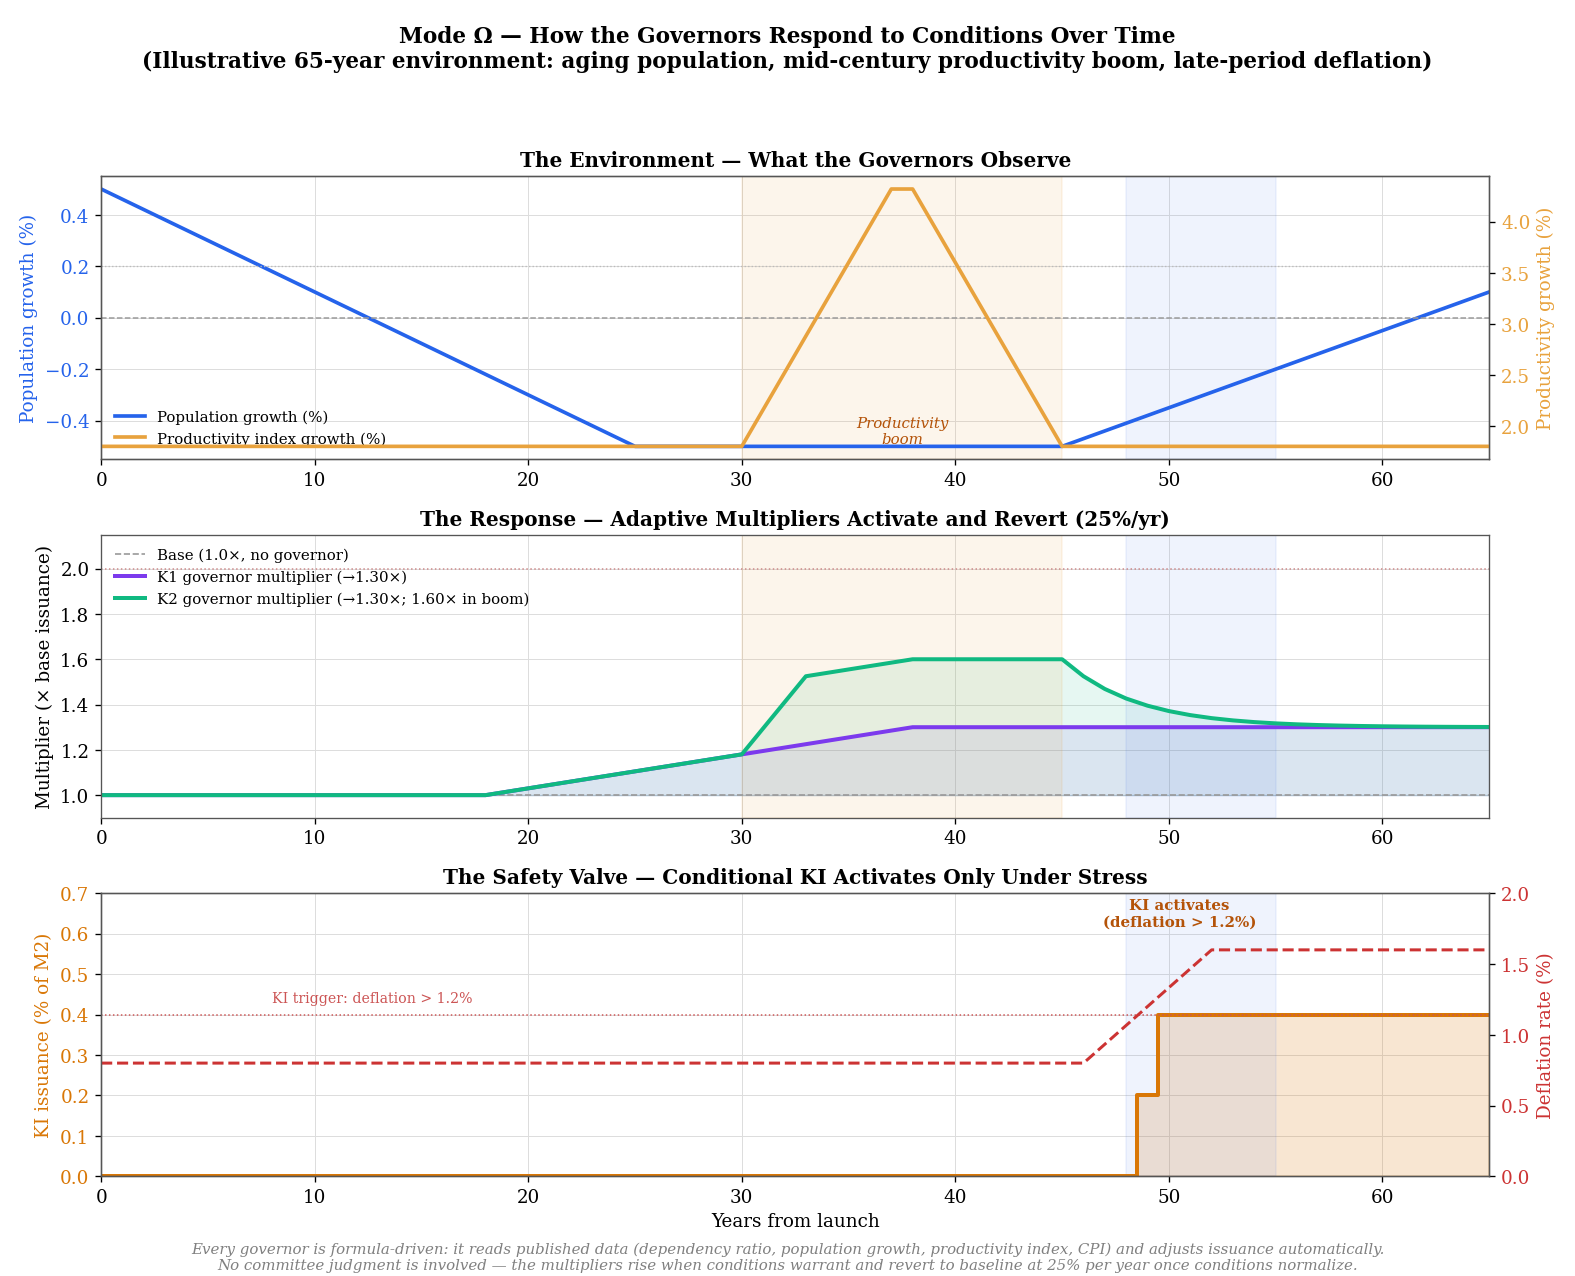 Mode Ω — How the Governors Respond to Conditions Over Time
(Illustrative 65-year environment: aging population, mid-century productivity boom, late-period deflation)
The Environment — What the Governors Observe
Population growth (%)
0.4
0.2
0.0
−0.2
−0.4
Productivity growth (%)
4.0
3.5
3.0
2.5
2.0
Population growth (%)
Productivity index growth (%)
Productivity
boom
0 10 20 30 40 50 60
The Response — Adaptive Multipliers Activate and Revert (25%/yr)
Multiplier (× base issuance)
2.0
1.8
1.6
1.4
1.2
1.0
Base (1.0×, no governor)
K1 governor multiplier (→1.30×)
K2 governor multiplier (→1.30×; 1.60× in boom)
0 10 20 30 40 50 60
The Safety Valve — Conditional KI Activates Only Under Stress
KI issuance (% of M2)
0.7
0.6
0.5
0.4
0.3
0.2
0.1
0.0
Deflation rate (%)
2.0
1.5
1.0
0.5
0.0
KI activates
(deflation > 1.2%)
KI trigger: deflation > 1.2%
0 10 20 30 40 50 60
Years from launch
Every governor is formula-driven: it reads published data (dependency ratio, population growth, productivity index, CPI) and adjusts issuance automatically.
No committee judgment is involved — the multipliers rise when conditions warrant and revert to baseline at 25% per year once conditions normalize.